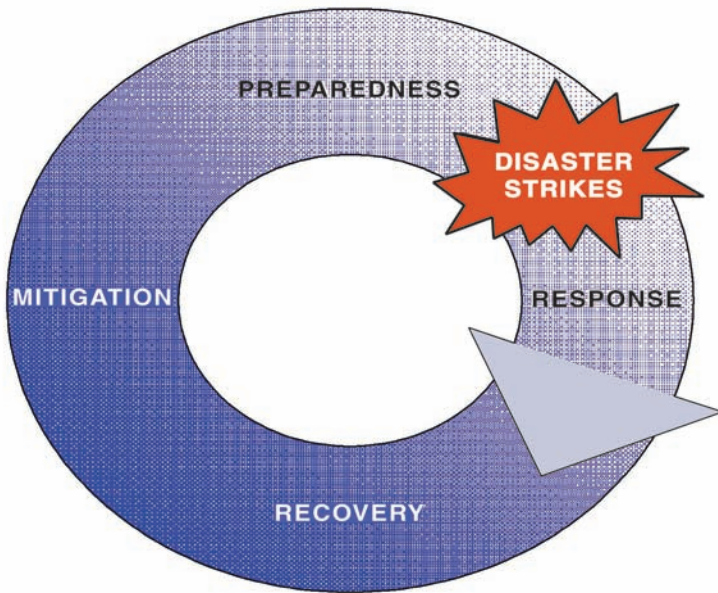 PREPAREDNESS
DISASTER
STRIKES
MITIGATION
RESPONSE
RECOVERY